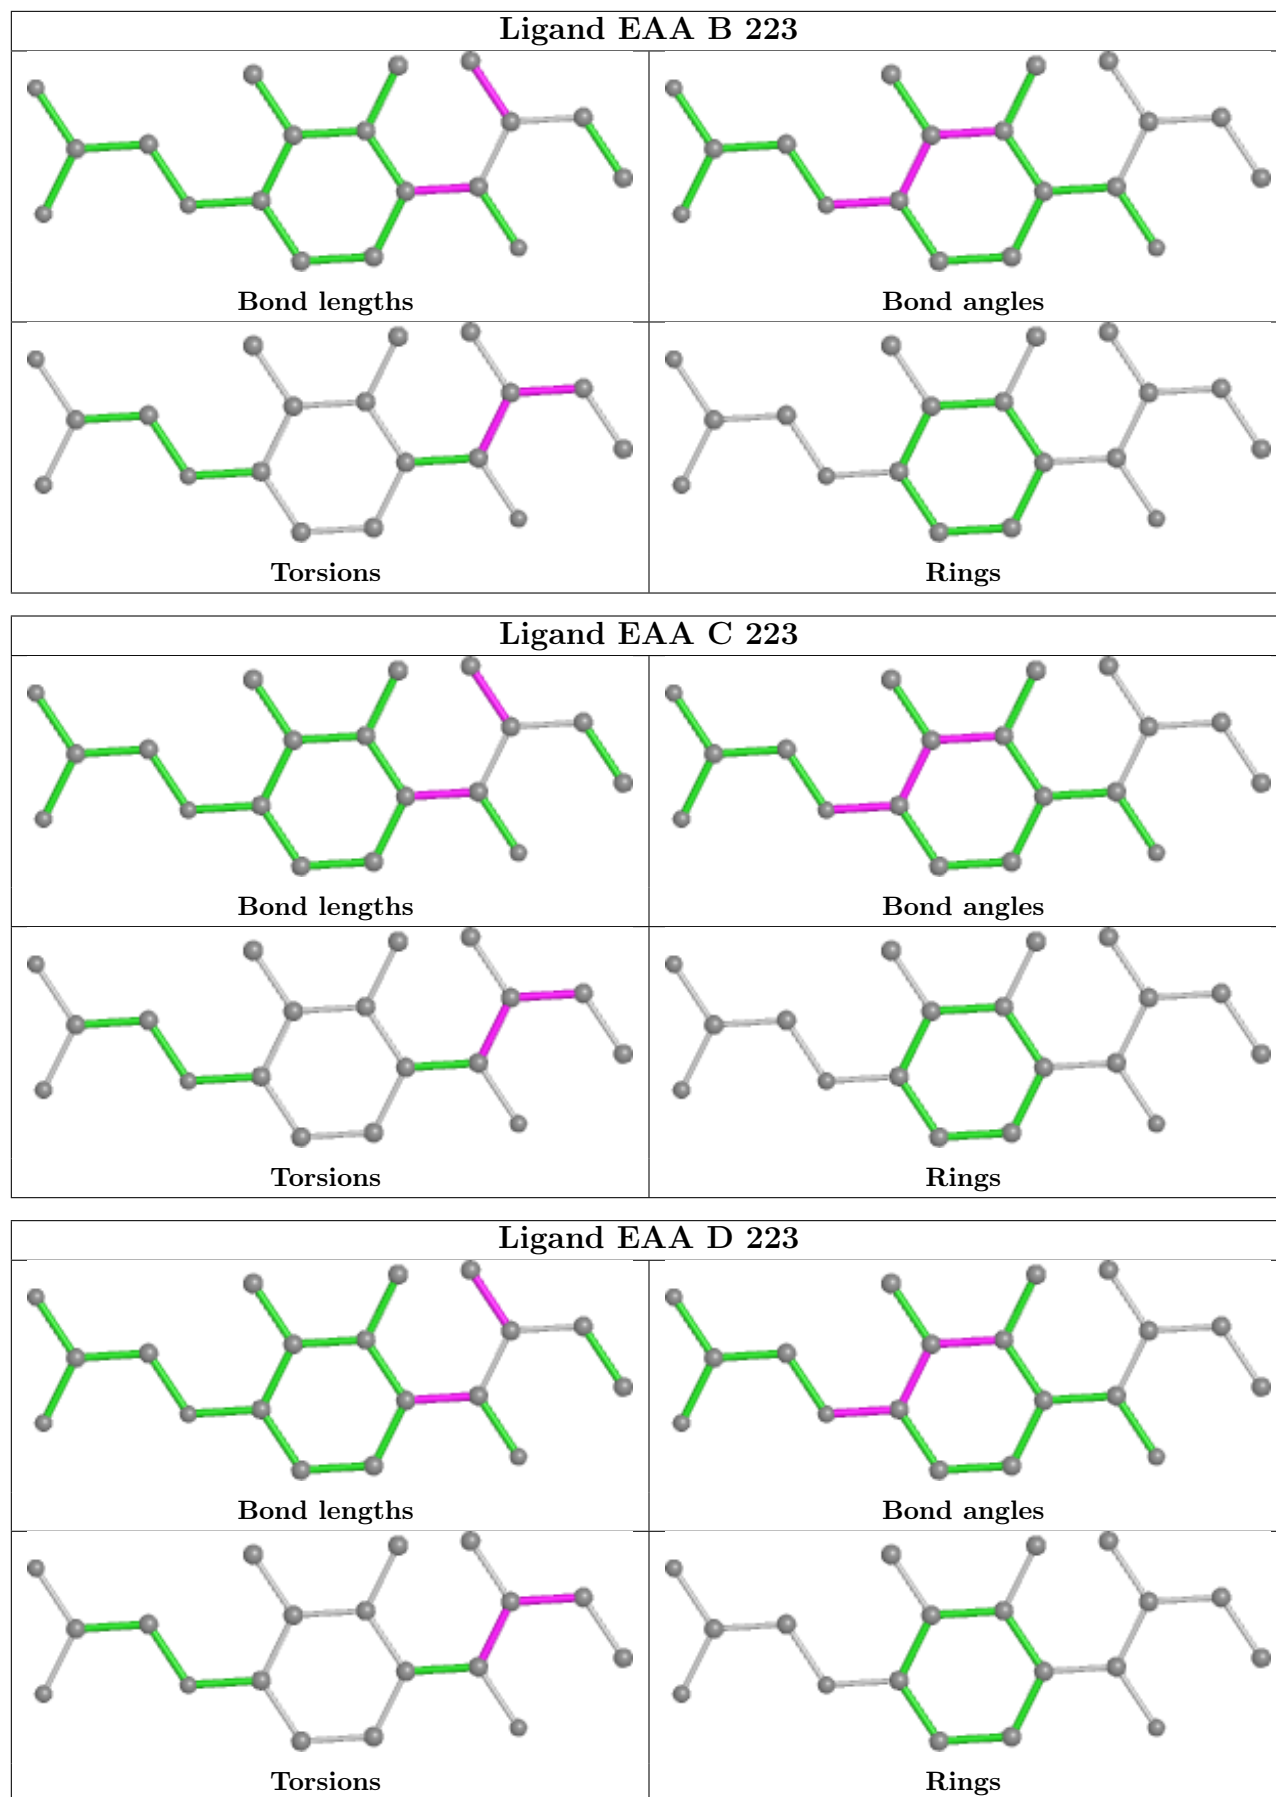 Ligand EAA B 223
Bond lengths
Bond angles
Torsions
Rings
Ligand EAA C 223
Bond lengths
Bond angles
Torsions
Rings
Ligand EAA D 223
Bond lengths
Bond angles
Torsions
Rings